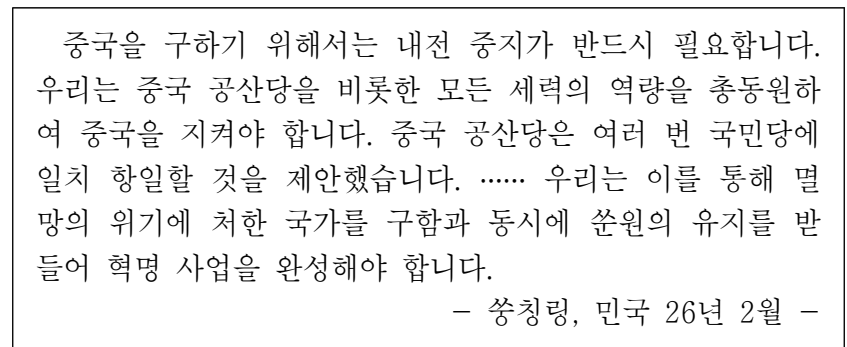 중국을 구하기 위해서는 내전 중지가 반드시 필요합니다.
우리는 중국 공산당을 비롯한 모든 세력의 역량을 총동원하
여 중국을 지켜야 합니다. 중국 공산당은 여러 번 국민당에
일치 항일할 것을 제안했습니다. …… 우리는 이를 통해 멸
망의 위기에 처한 국가를 구함과 동시에 쑨원의 유지를 받
들어 혁명 사업을 완성해야 합니다.
- 쑹칭링, 민국 26년 2월 -